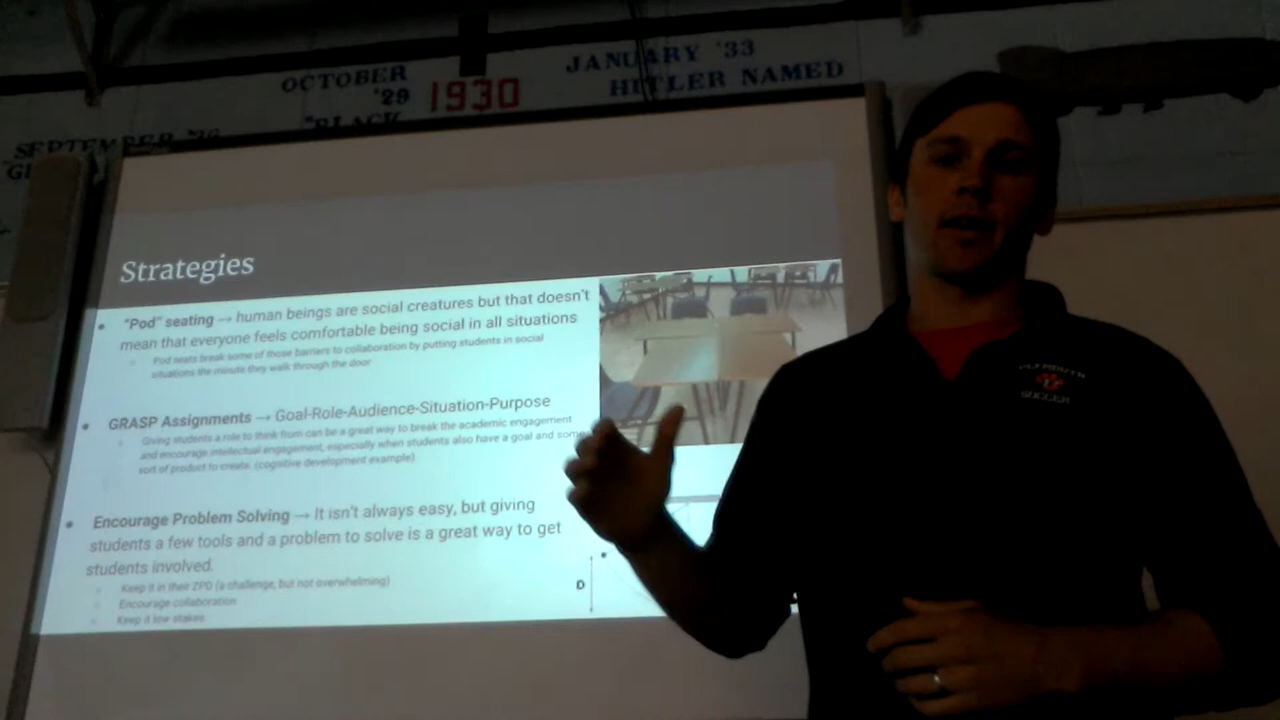 OCTOBER
'29
"BLACK
1930
JANUARY '33
HITLER NAMED
SEPTEMBER
Strategies
• "Pod" seating → human beings are social creatures but that doesn't
mean that everyone feels comfortable being social in all situations
○ Pod seats break some of those barriers to collaboration by putting students in social
situations the minute they walk through the door
• GRASP Assignments → Goal-Role-Audience-Situation-Purpose
○ Giving students a role to think from can be a great way to break the academic engagement
and encourage intellectual engagement, especially when students also have a goal and some
sort of product to create. (cognitive development example)
• Encourage Problem Solving → It isn't always easy, but giving
students a few tools and a problem to solve is a great way to get
students involved.
○ Keep it in their ZPD (a challenge, but not overwhelming)
○ Encourage collaboration
○ Keep it low stakes
D
PLYMOUTH
SOCCER